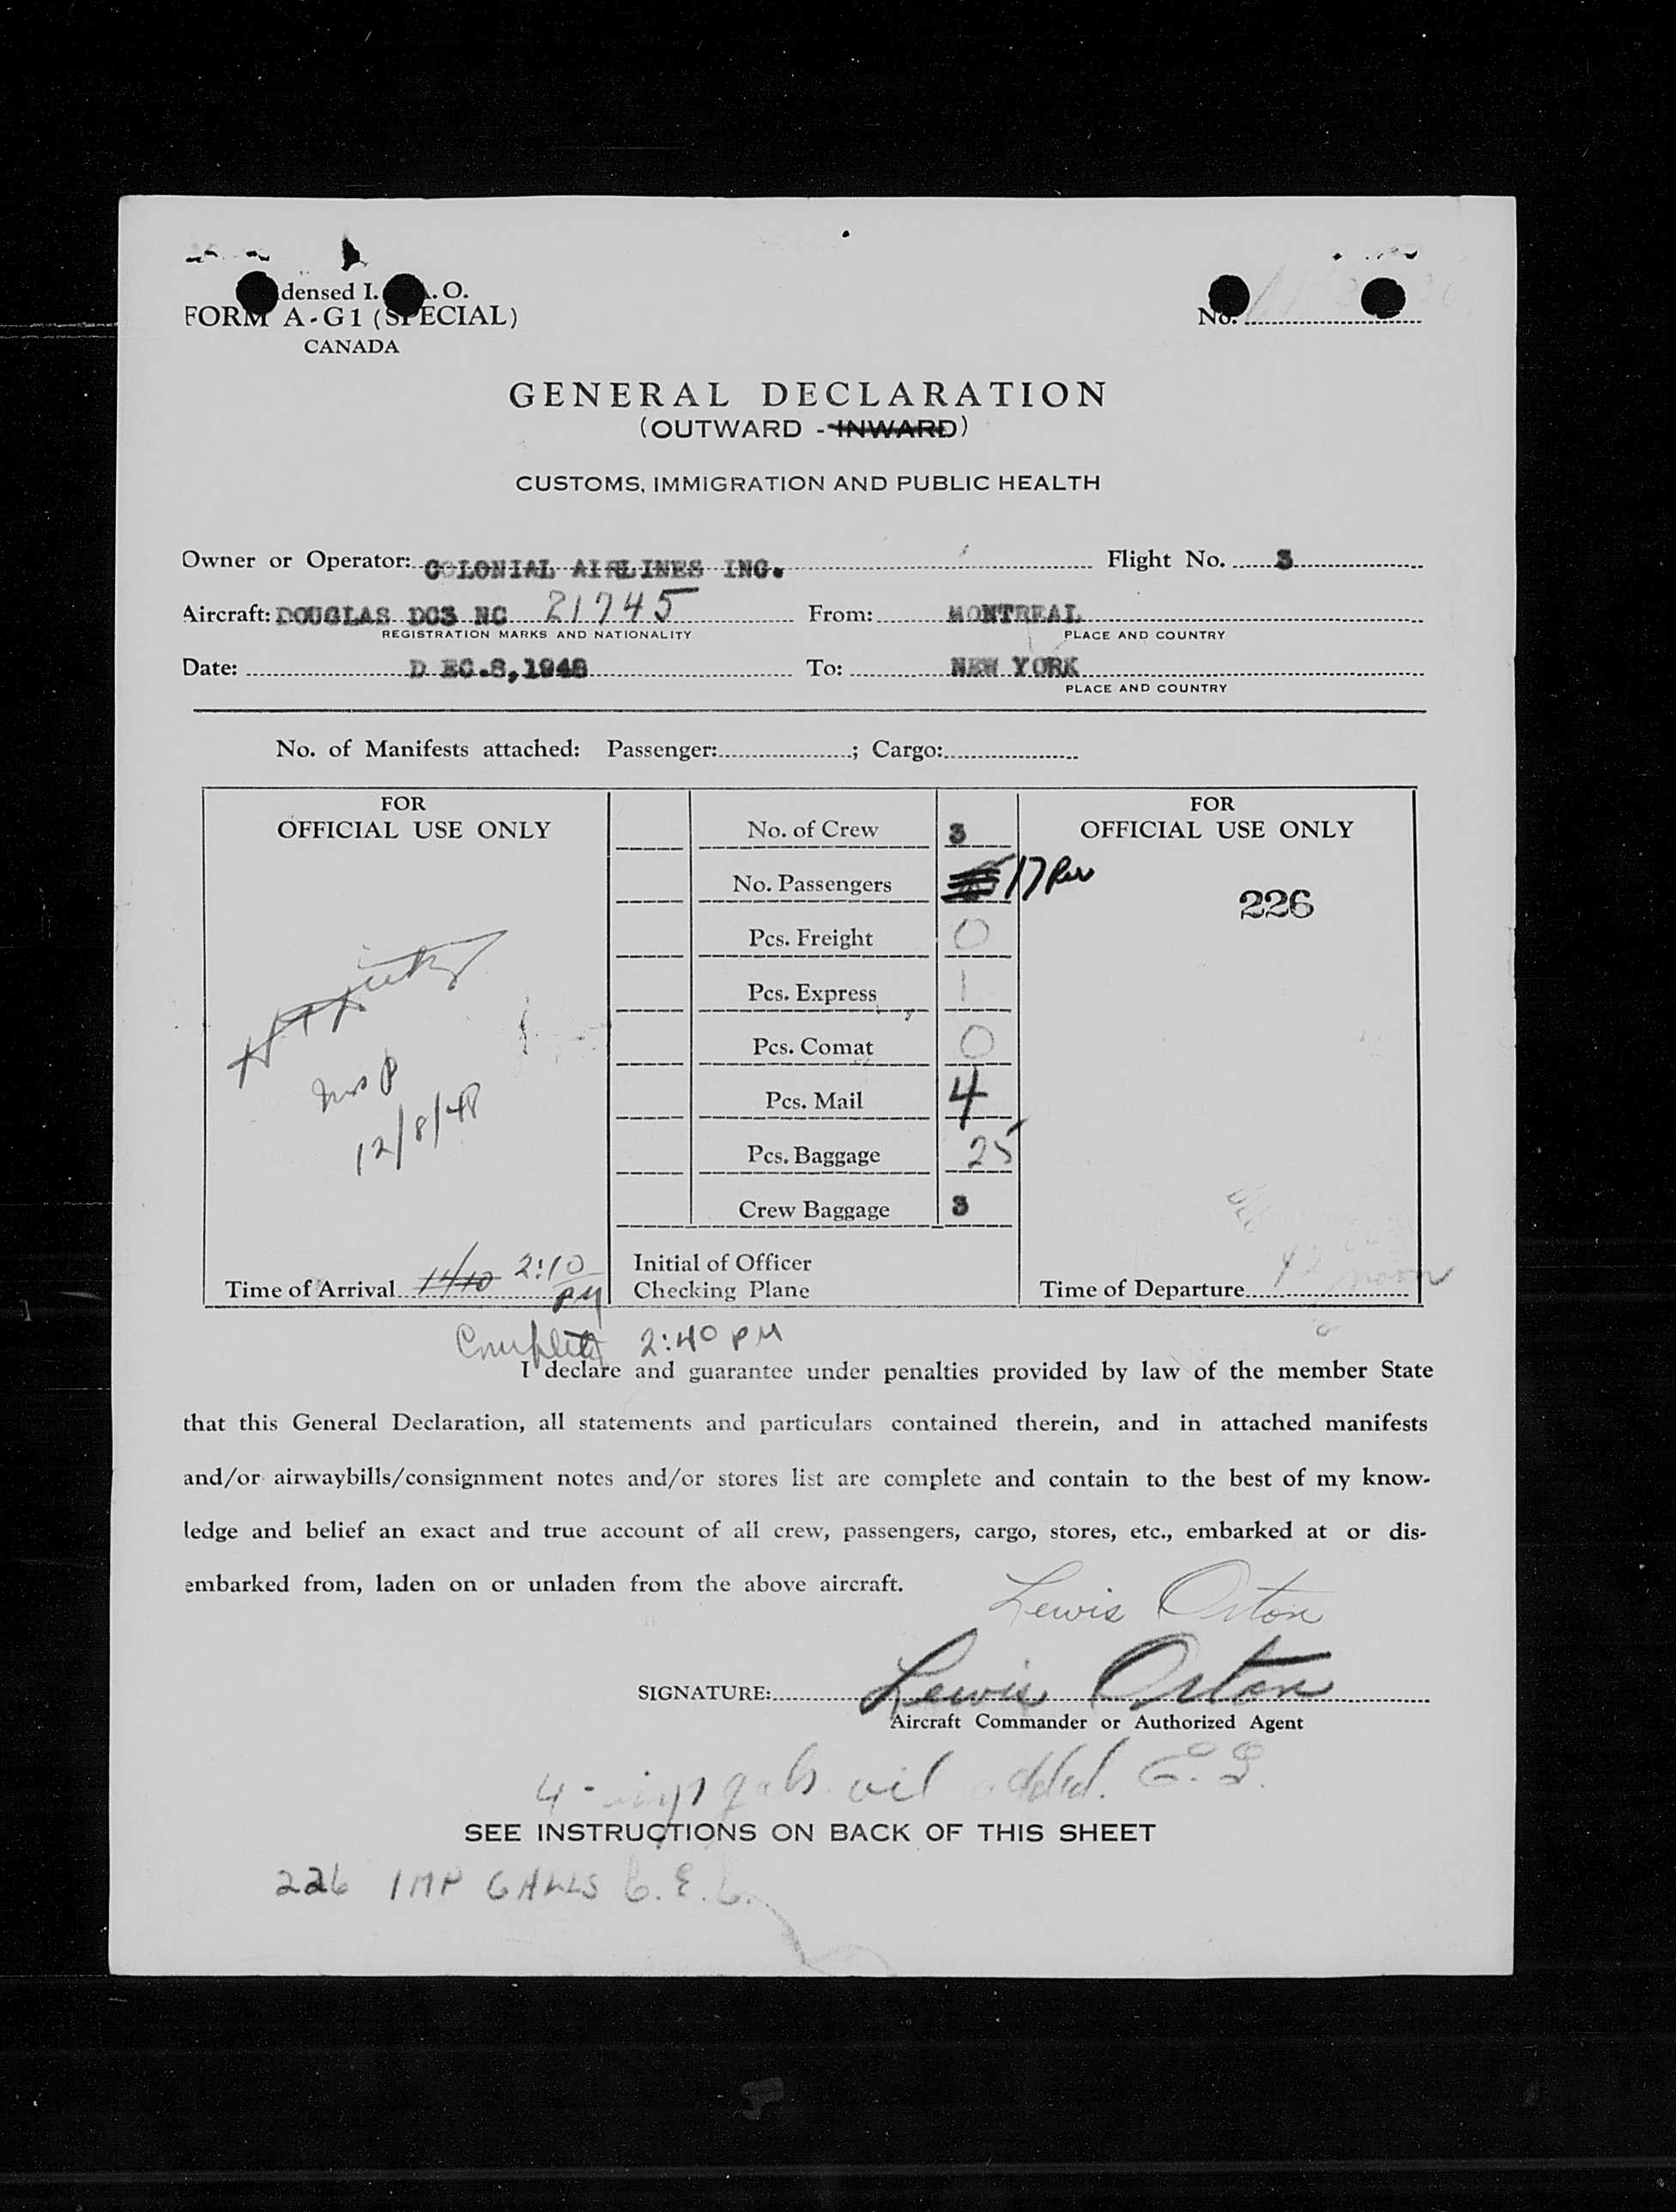 densed I. . O.
FORM A-G1 (SPECIAL)
CANADA
No.
GENERAL DECLARATION
(OUTWARD - INWARD)
CUSTOMS, IMMIGRATION AND PUBLIC HEALTH
Owner or Operator: COLONIAL AIRLINES INC. Flight No. 3
Aircraft: DOUGLAS DC3 NC 21745 From: MONTREAL
REGISTRATION MARKS AND NATIONALITY PLACE AND COUNTRY
Date: D EC.8,1948 To: NEW YORK
PLACE AND COUNTRY
No. of Manifests attached: Passenger: ; Cargo:
FOR
OFFICIAL USE ONLY
12/8/48
Time of Arrival 1410 2:10 PM
No. of Crew 3
No. Passengers 17
Pcs. Freight 0
Pcs. Express 1
Pcs. Comat 0
Pcs. Mail 4
Pcs. Baggage 25
Crew Baggage 3
Initial of Officer
Checking Plane
FOR
OFFICIAL USE ONLY
226
Time of Departure noon
Complete 2:40 PM
I declare and guarantee under penalties provided by law of the member State
that this General Declaration, all statements and particulars contained therein, and in attached manifests
and/or airwaybills/consignment notes and/or stores list are complete and contain to the best of my know-
ledge and belief an exact and true account of all crew, passengers, cargo, stores, etc., embarked at or dis-
embarked from, laden on or unladen from the above aircraft.
Lewis Orton
SIGNATURE: Lewis Orton
Aircraft Commander or Authorized Agent
4 - imp gals oil added.
SEE INSTRUCTIONS ON BACK OF THIS SHEET
226 IMP GALLS